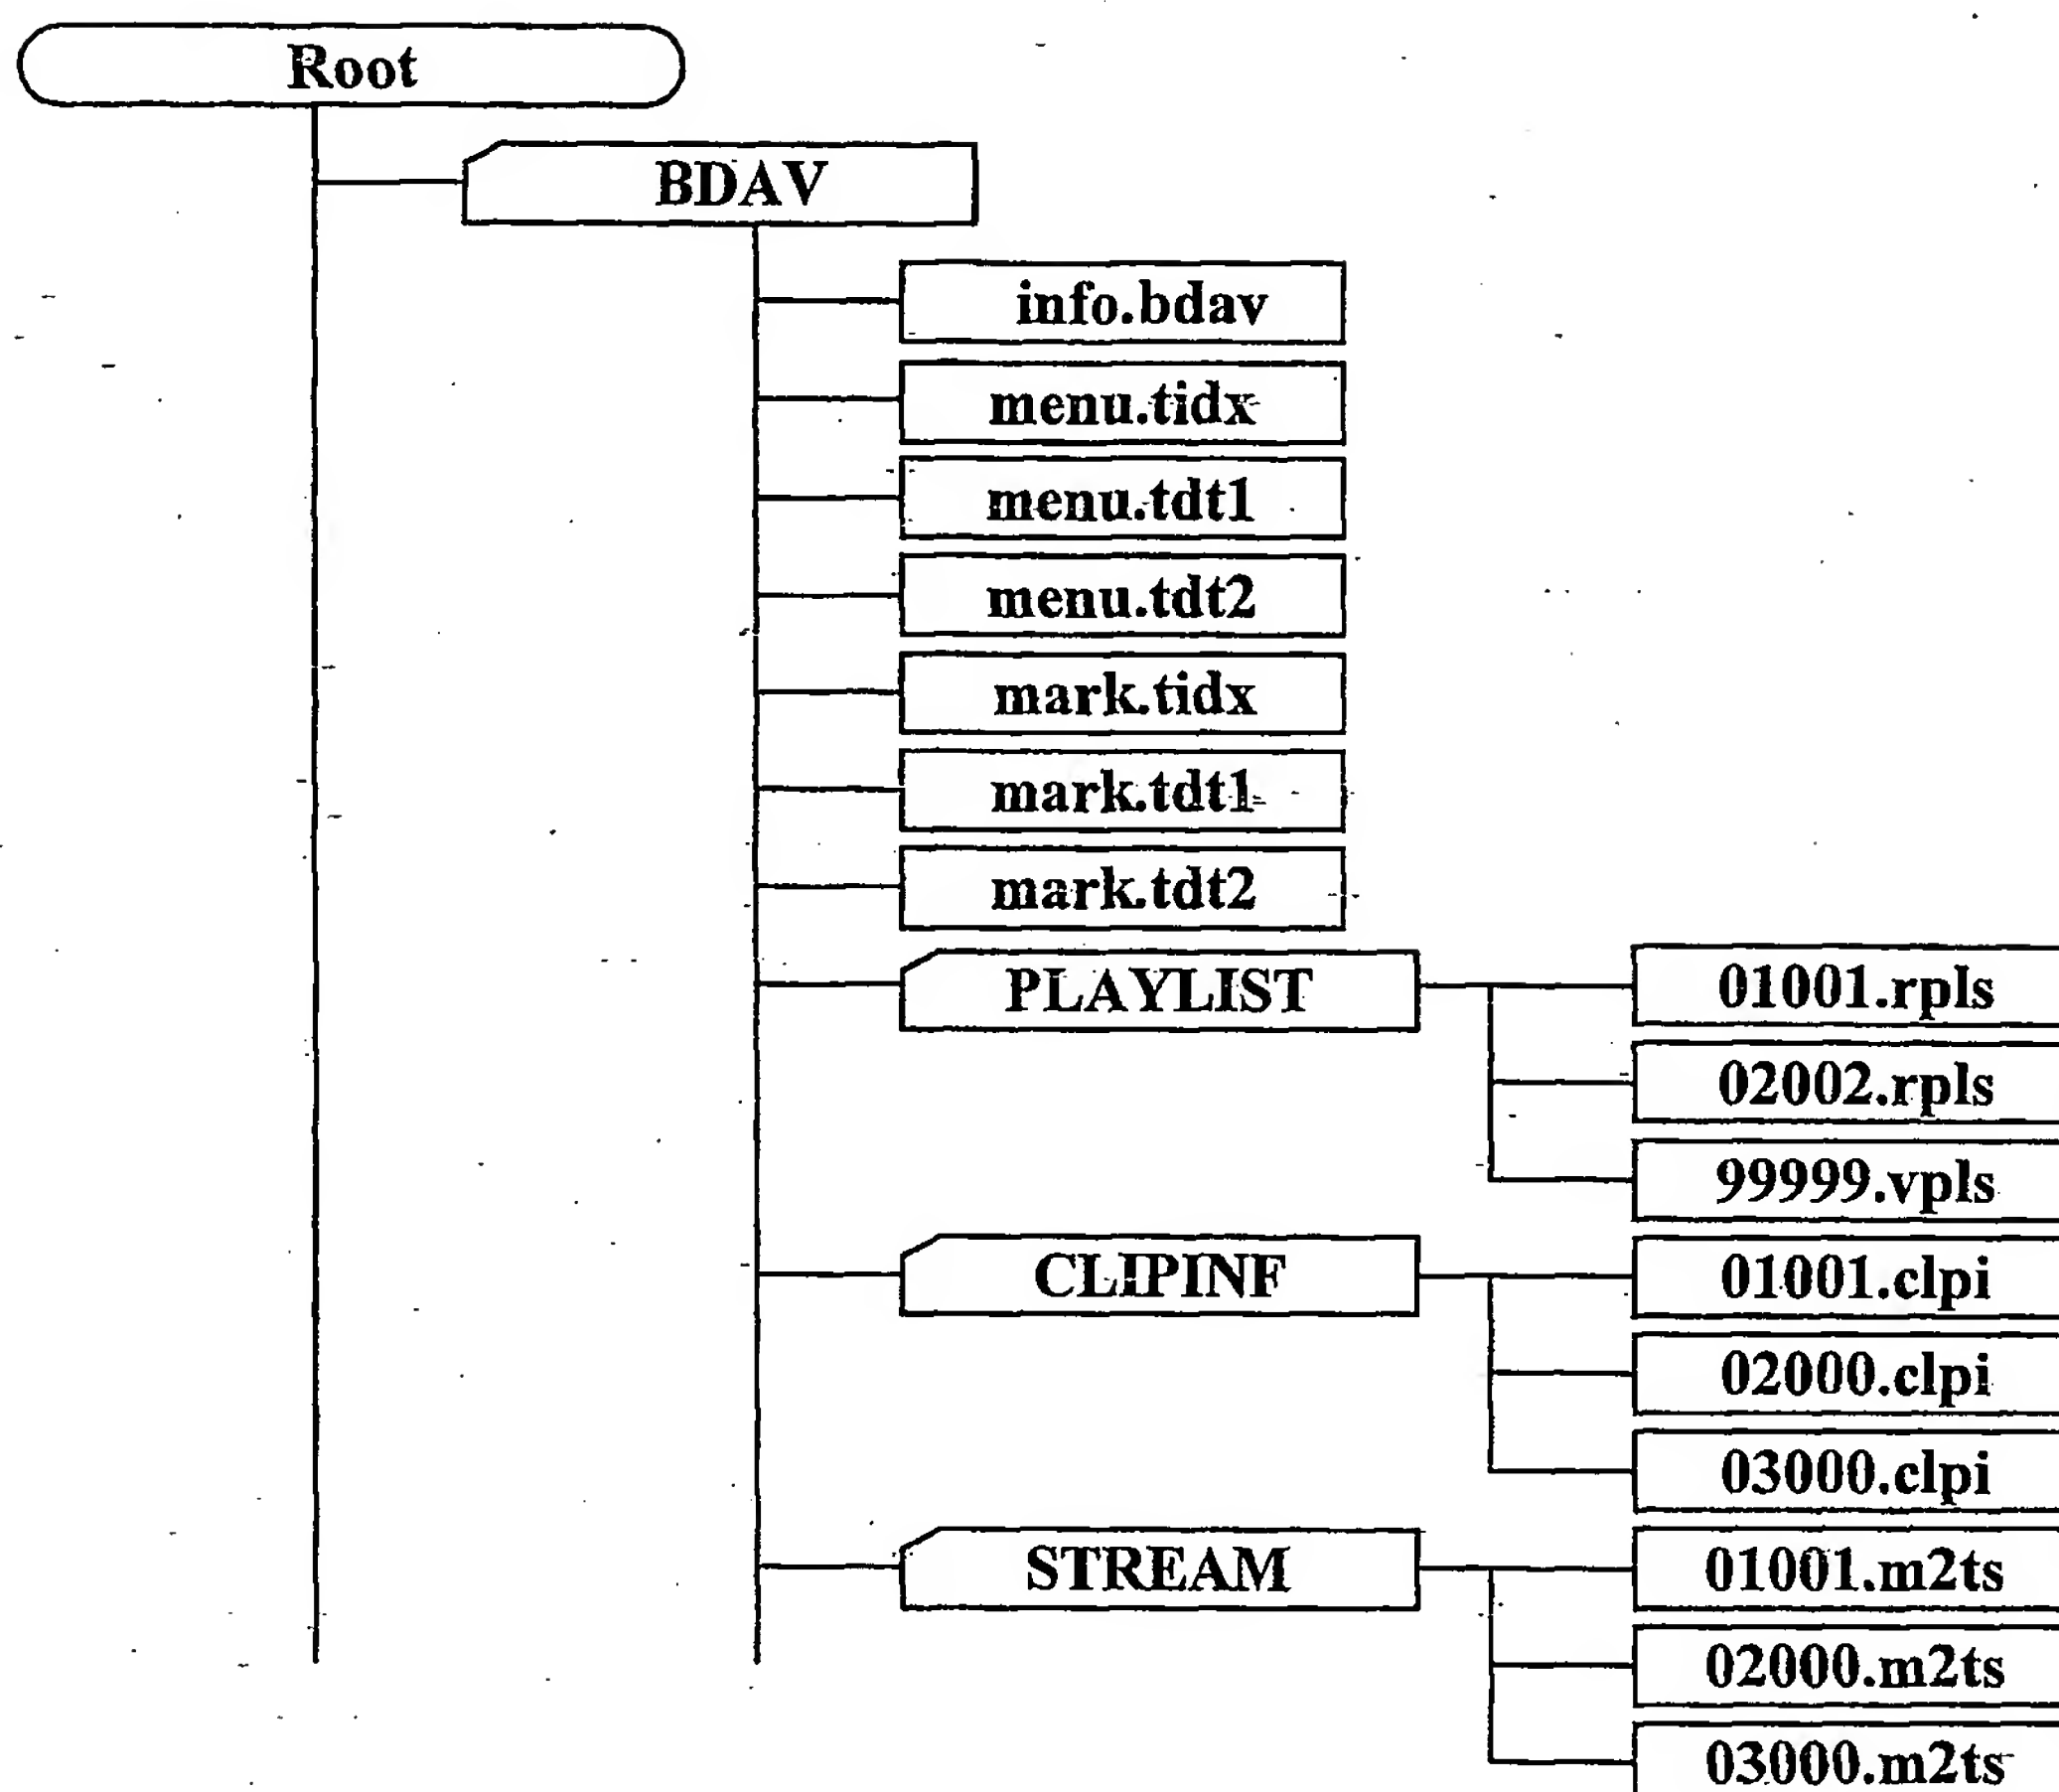 Root
BDAV
info.bdav
menu.tidx
menu.tdt1
menu.tdt2
mark.tidx
mark.tdt1
mark.tdt2
PLAYLIST
01001.rpls
02002.rpls
99999.vpls
CLIPINF
01001.clpi
02000.clpi
03000.clpi
STREAM
01001.m2ts
02000.m2ts
03000.m2ts